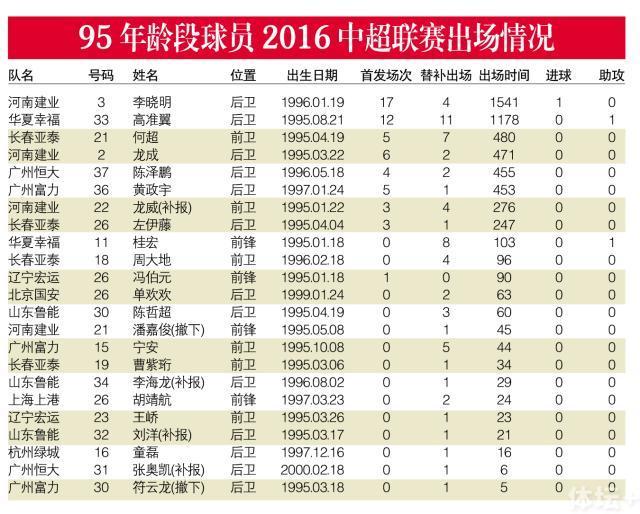 95 年龄段球员 2016 中超联赛出场情况
队名 号码 姓名 位置 出生日期 首发场次 替补出场 出场时间 进球 助攻
河南建业 3 李晓明 后卫 1996.01.19 17 4 1541 1 0
华夏幸福 33 高准翼 后卫 1995.08.21 12 11 1178 0 1
长春亚泰 21 何超 前卫 1995.04.19 5 7 480 0 0
河南建业 2 龙成 后卫 1995.03.22 6 2 471 0 0
广州恒大 37 陈泽鹏 后卫 1996.05.18 4 2 455 0 0
广州富力 36 黄政宇 后卫 1997.01.24 5 1 453 0 0
河南建业 22 龙威(补报) 前卫 1995.01.22 3 4 276 0 0
长春亚泰 26 左伊藤 后卫 1995.04.04 3 1 247 0 0
华夏幸福 11 桂宏 前锋 1995.01.18 0 8 103 0 1
长春亚泰 18 周大地 前卫 1996.02.18 0 4 96 0 0
辽宁宏运 26 冯伯元 前锋 1995.01.18 1 0 90 0 0
北京国安 26 单欢欢 后卫 1999.01.24 0 2 63 0 0
山东鲁能 30 陈哲超 后卫 1995.04.19 0 3 60 0 0
河南建业 21 潘嘉俊(撤下) 前锋 1995.05.08 0 1 45 0 0
广州富力 15 宁安 前卫 1995.10.08 0 5 44 0 0
长春亚泰 19 曹紫珩 前卫 1995.03.06 0 1 34 0 0
山东鲁能 34 李海龙(补报) 后卫 1996.08.02 0 1 29 0 0
上海上港 26 胡靖航 前锋 1997.03.23 0 2 24 0 0
辽宁宏运 23 王峤 前卫 1995.03.26 0 1 23 0 0
山东鲁能 32 刘洋(补报) 后卫 1995.03.17 0 1 21 0 0
杭州绿城 16 童磊 后卫 1997.12.16 0 1 16 0 0
广州恒大 31 张奥凯(补报) 后卫 2000.02.18 0 1 6 0 0
广州富力 30 符云龙(撤下) 后卫 1995.03.18 0 1 5 0 0
体坛+